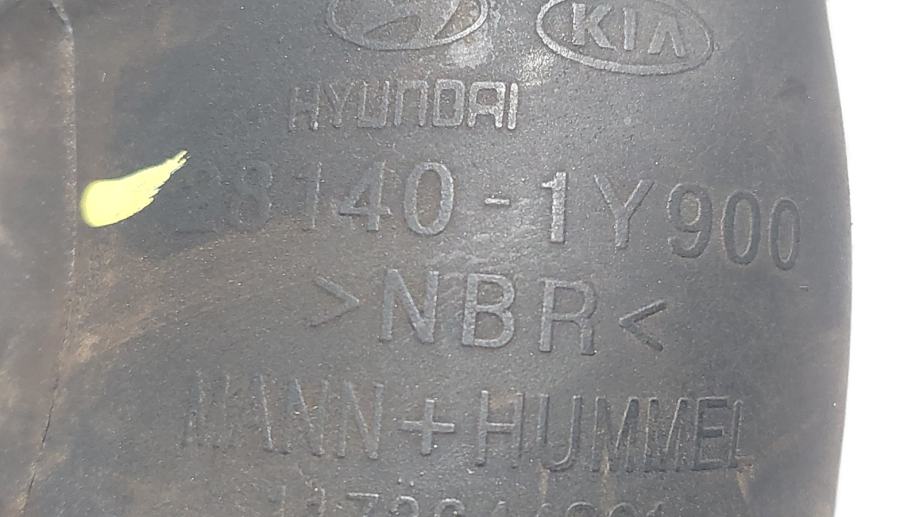 KIA
HYUNDAI
28140-1Y900
>NBR<
MANN+HUMMEL